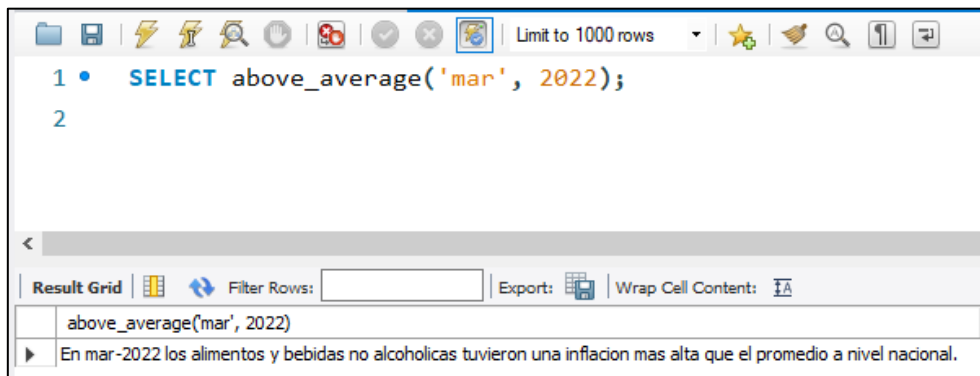 Limit to 1000 rows
1 SELECT above_average('mar', 2022);
2
Result Grid Filter Rows: Export: Wrap Cell Content: IA
above_average('mar', 2022)
En mar-2022 los alimentos y bebidas no alcoholicas tuvieron una inflacion mas alta que el promedio a nivel nacional.